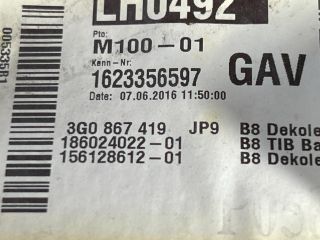 LH0492
Pto:
M100-01
Kenn-Nr:
1623356597 GAV
Date: 07.06.2016 11:50:00
3G0 867 419 JP9 B8 Dekole
186024022-01 B8 TIB Ba
156128612-01 B8 Dekole